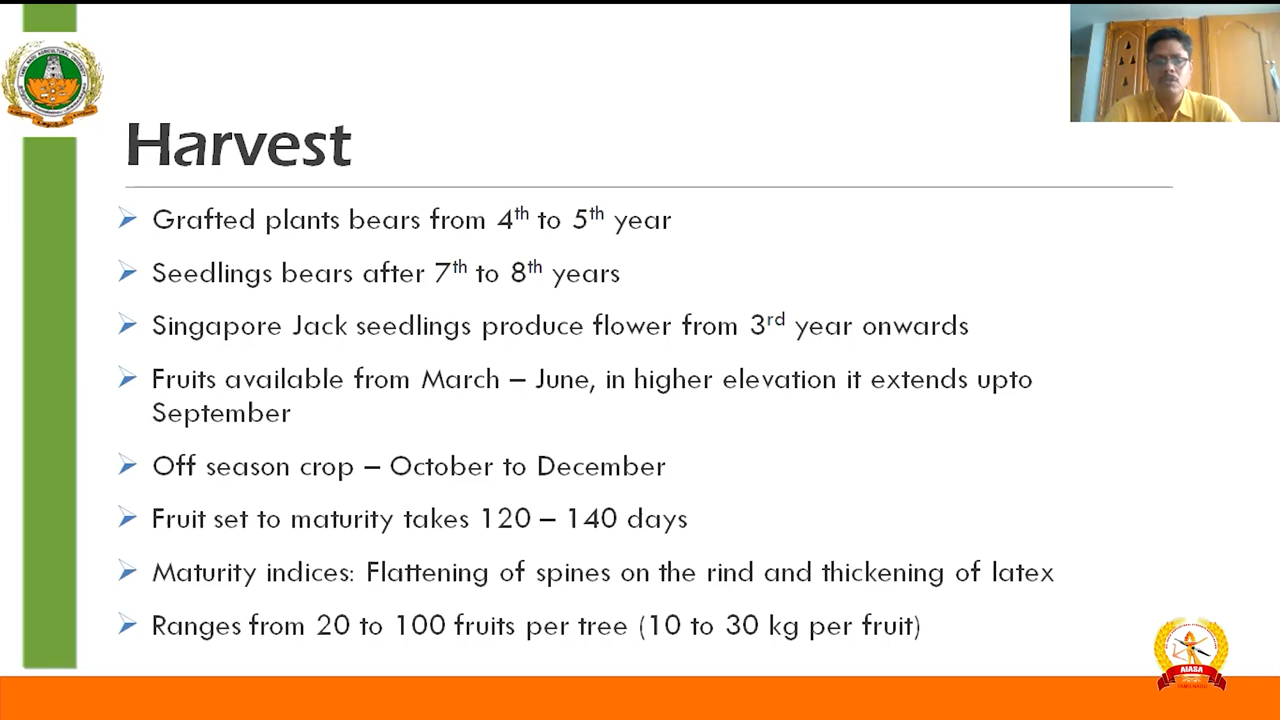 Harvest
Grafted plants bears from 4th to 5th year
Seedlings bears after 7th to 8th years
Singapore Jack seedlings produce flower from 3rd year onwards
Fruits available from March – June, in higher elevation it extends upto
September
Off season crop – October to December
Fruit set to maturity takes 120 – 140 days
Maturity indices: Flattening of spines on the rind and thickening of latex
Ranges from 20 to 100 fruits per tree (10 to 30 kg per fruit)
AIASA
TAMIL NADU